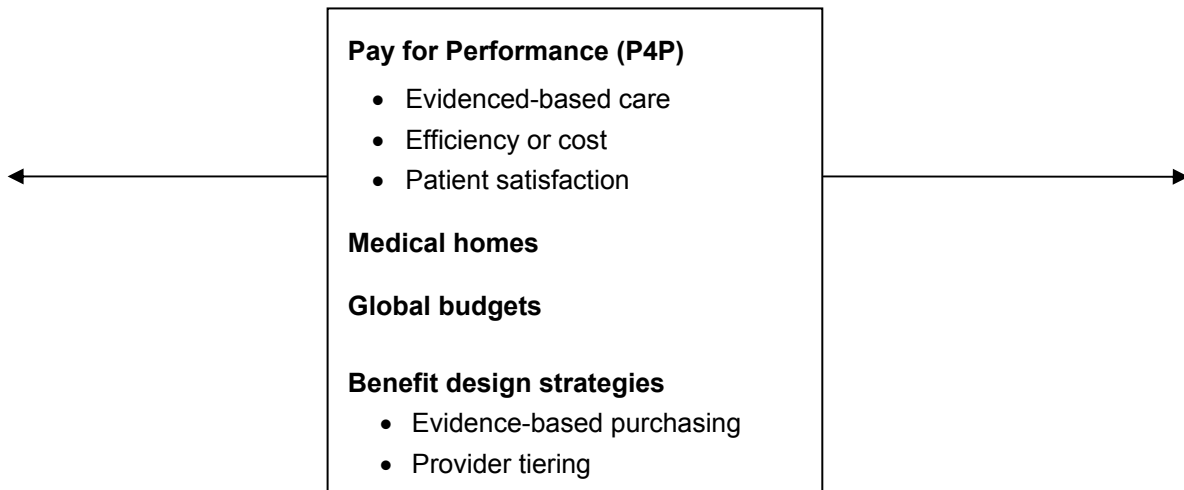 Pay for Performance (P4P)
• Evidenced-based care
• Efficiency or cost
• Patient satisfaction
Medical homes
Global budgets
Benefit design strategies
• Evidence-based purchasing
• Provider tiering